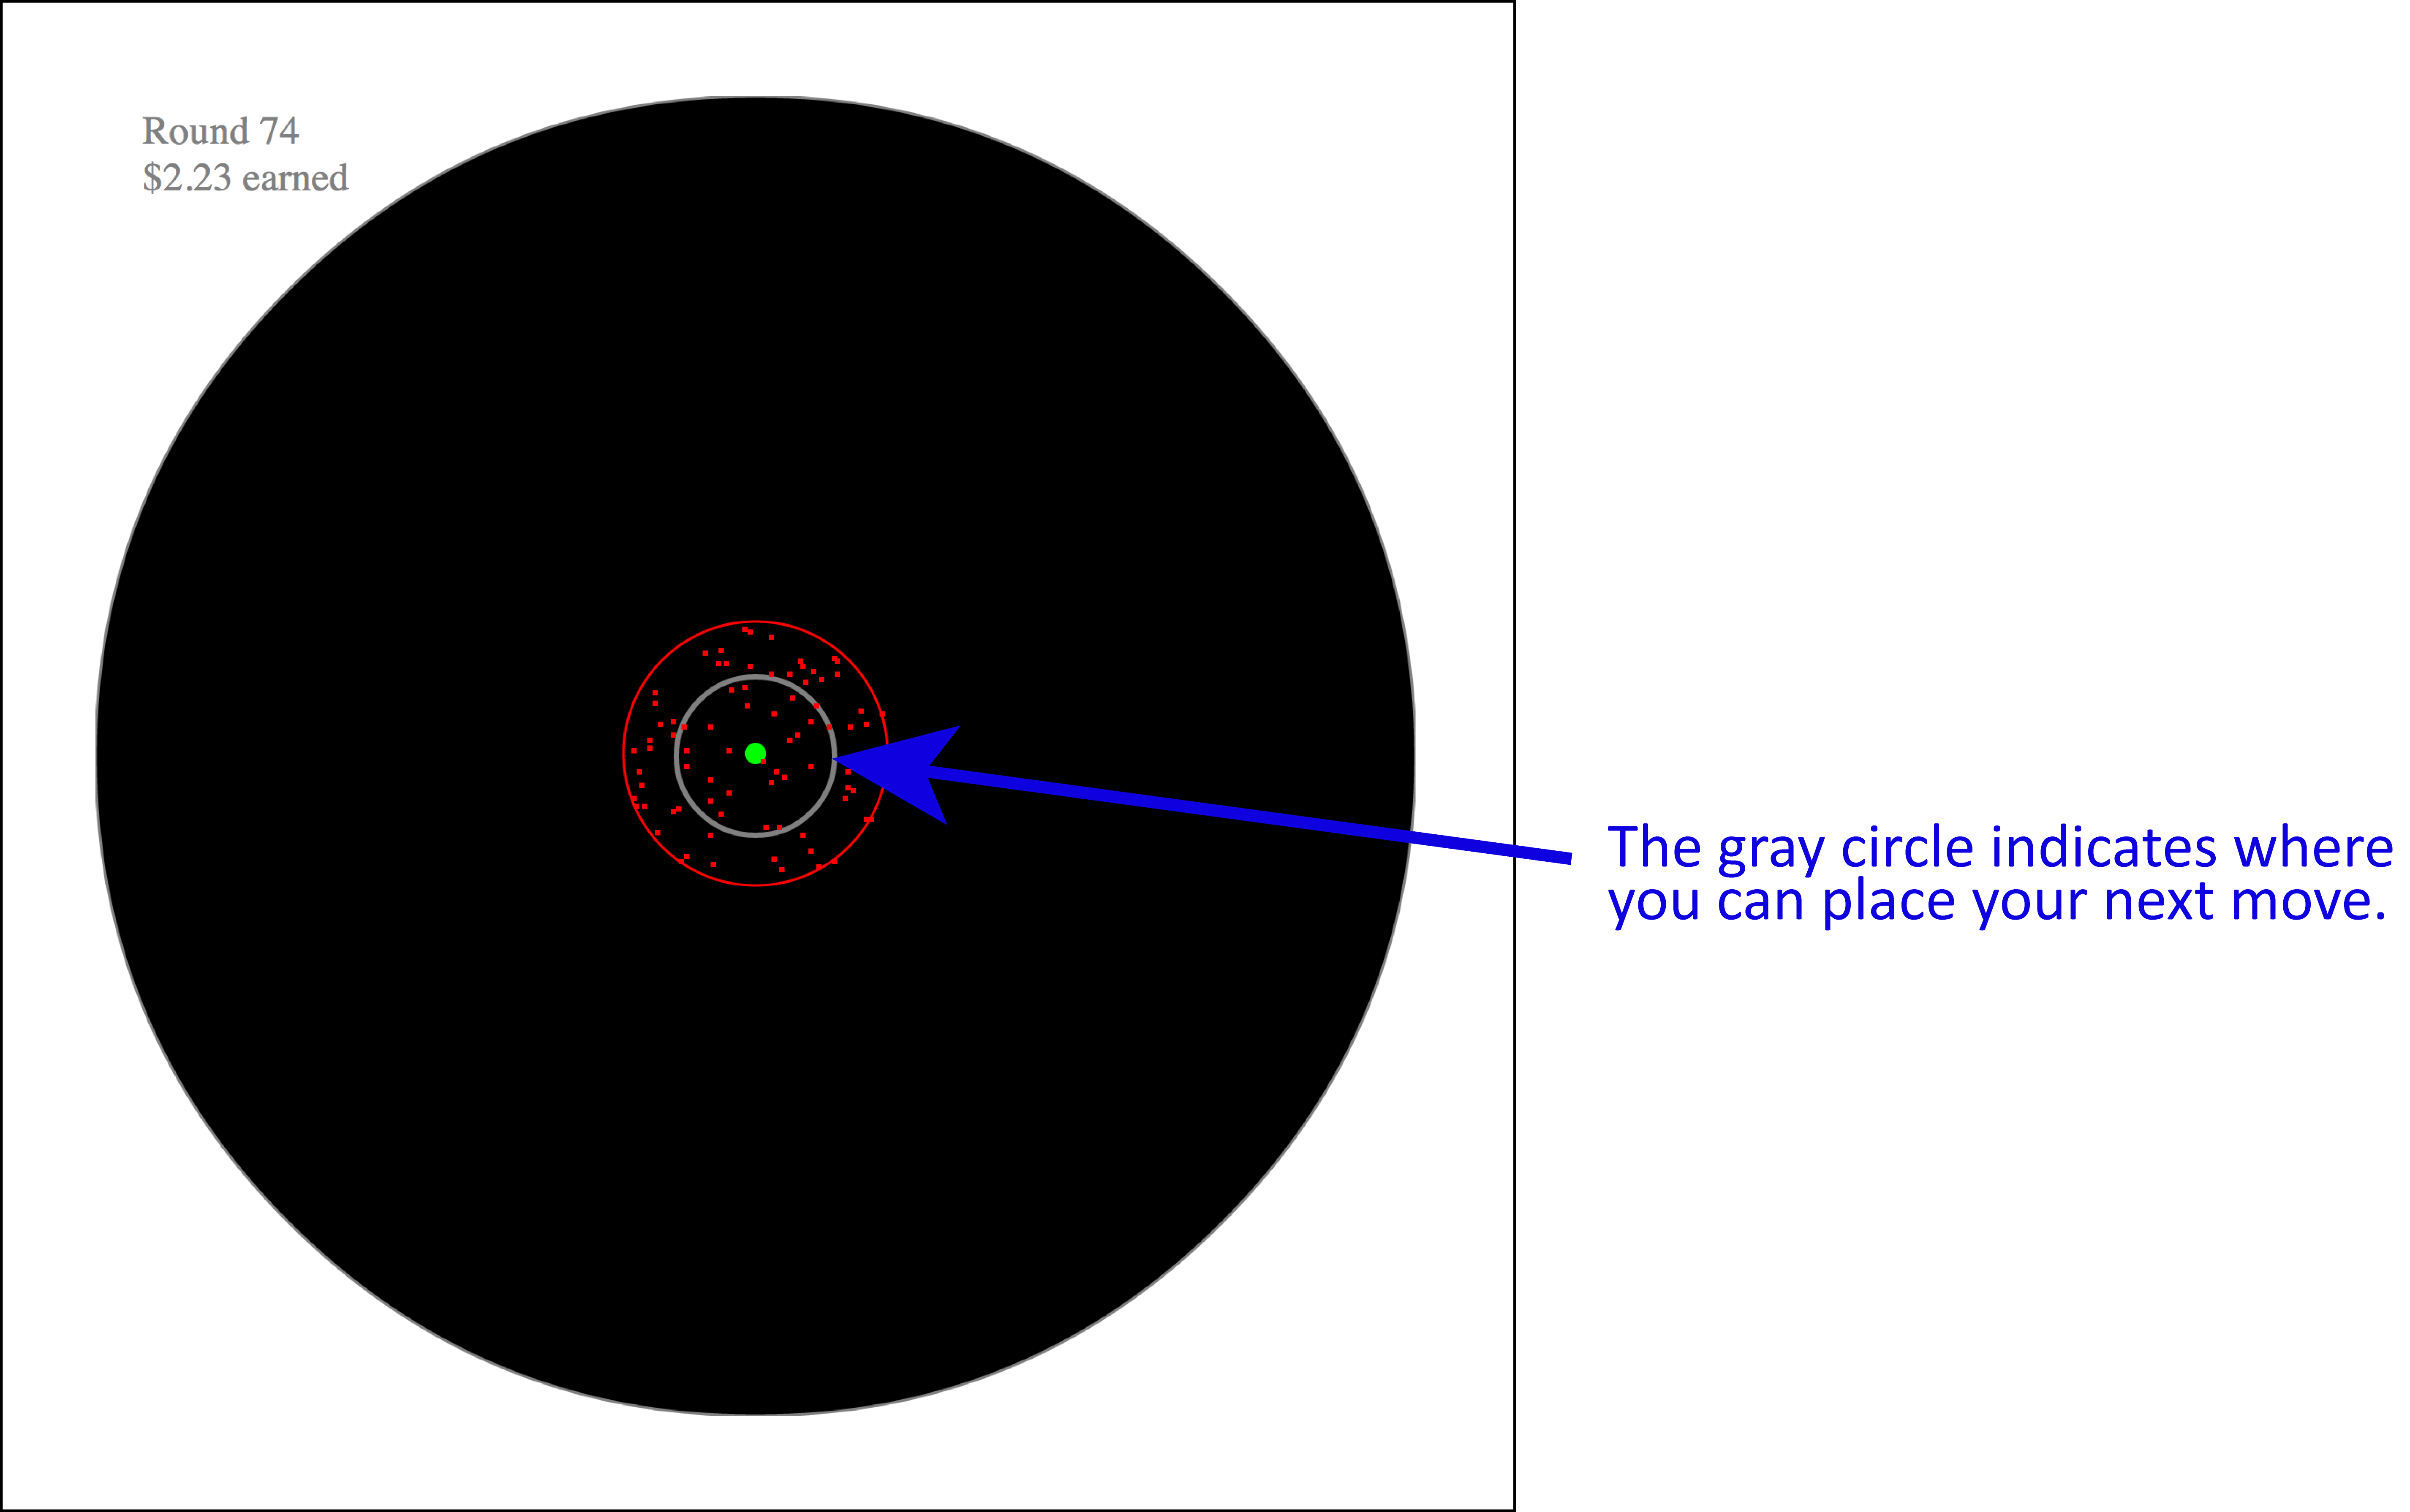 Round 74
$2.23 earned
The gray circle indicates where
you can place your next move.